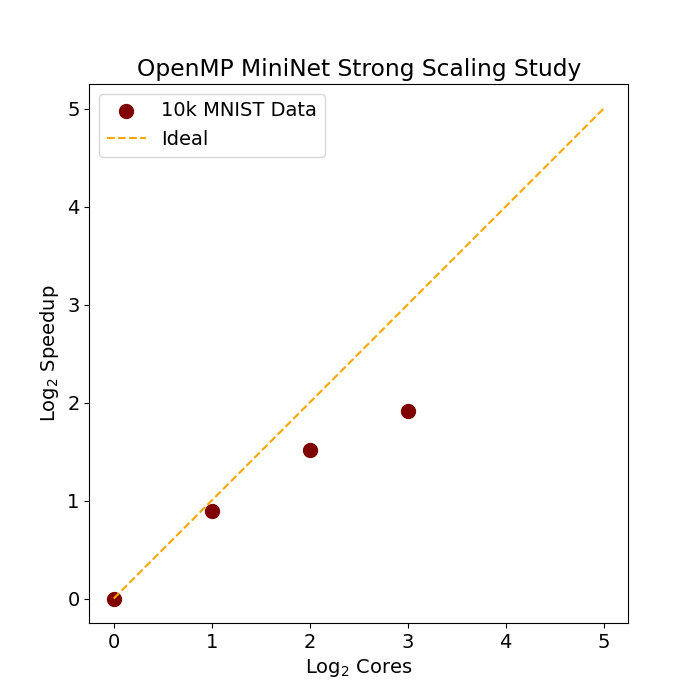 OpenMP MiniNet Strong Scaling Study
10k MNIST Data
Ideal
5
4
3
2
1
0
Log₂ Speedup
0 1 2 3 4 5
Log₂ Cores